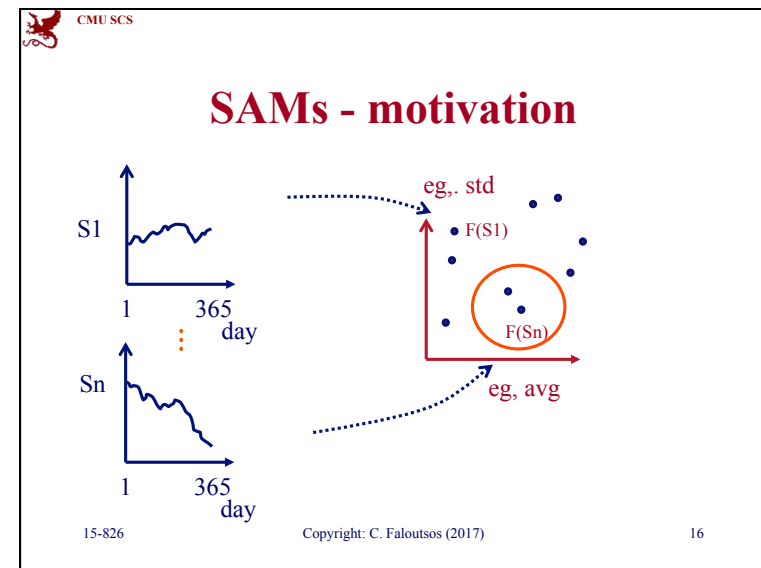 CMU SCS
SAMs - motivation
S1
1 365
day
Sn
1 365
day
eg,. std
F(S1)
F(Sn)
eg, avg
15-826 Copyright: C. Faloutsos (2017) 16